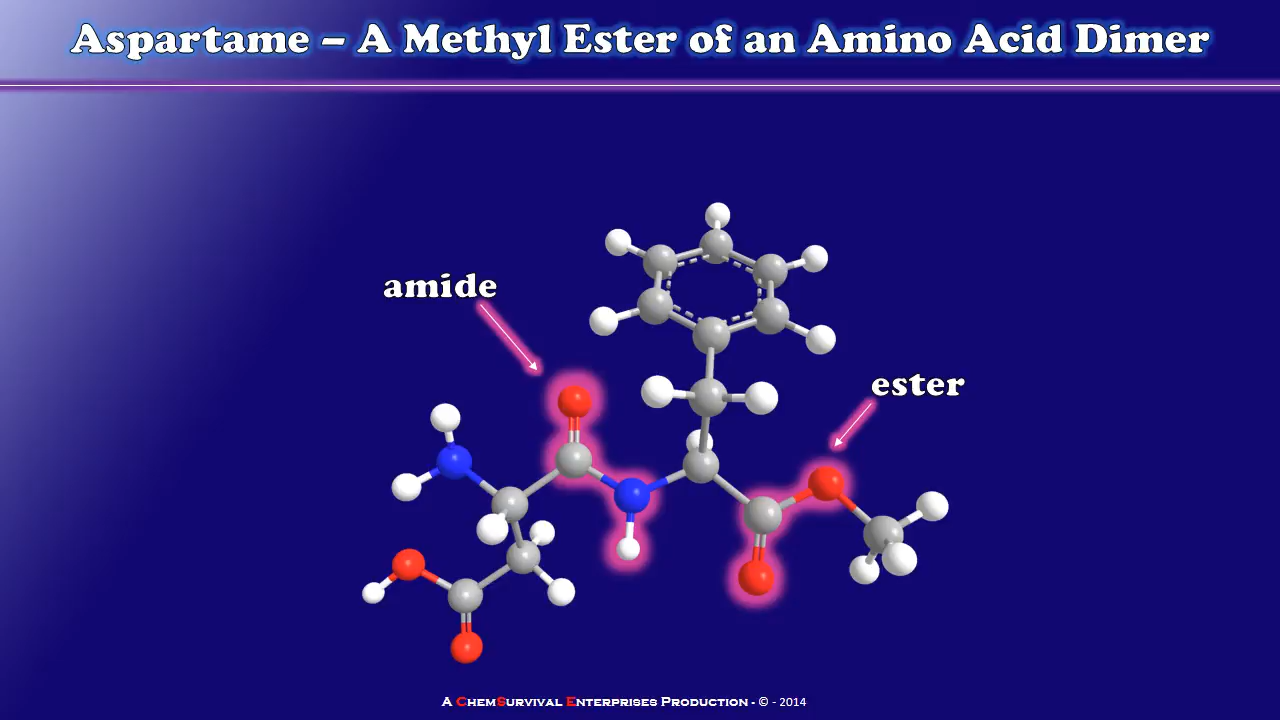 Aspartame – A Methyl Ester of an Amino Acid Dimer
amide
ester
A ChemSurvival Enterprises Production - © - 2014